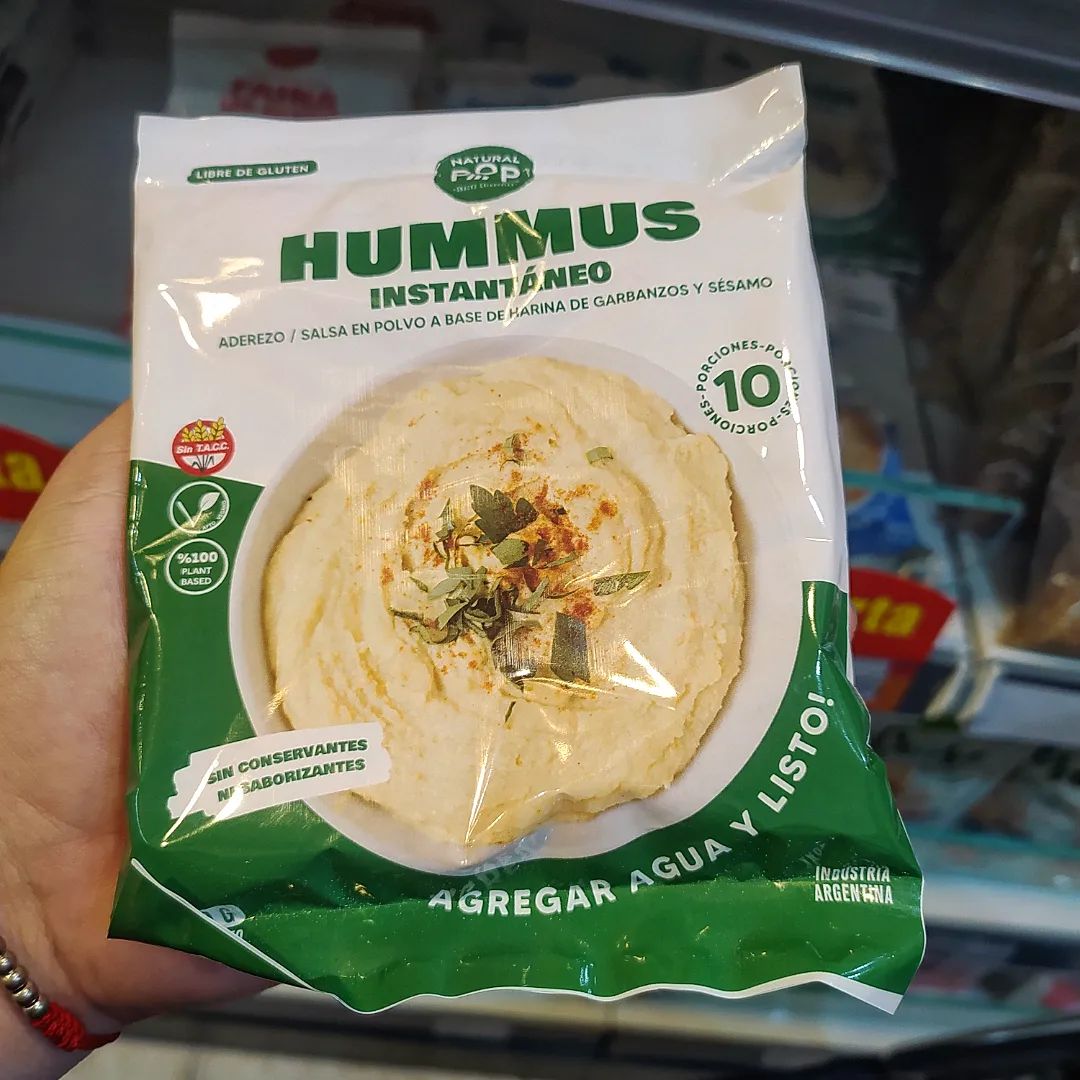 LIBRE DE GLUTEN
NATURAL
POP
HUMMUS
INSTANTÁNEO
ADEREZO / SALSA EN POLVO A BASE DE HARINA DE GARBANZOS Y SÉSAMO
PORCIONES-PORCIONES-PORCIONES-
10
Sin T.A.C.C.
%100
PLANT
BASED
SIN CONSERVANTES
NI SABORIZANTES
AGREGAR AGUA Y LISTO!
INDUSTRIA
ARGENTINA
G